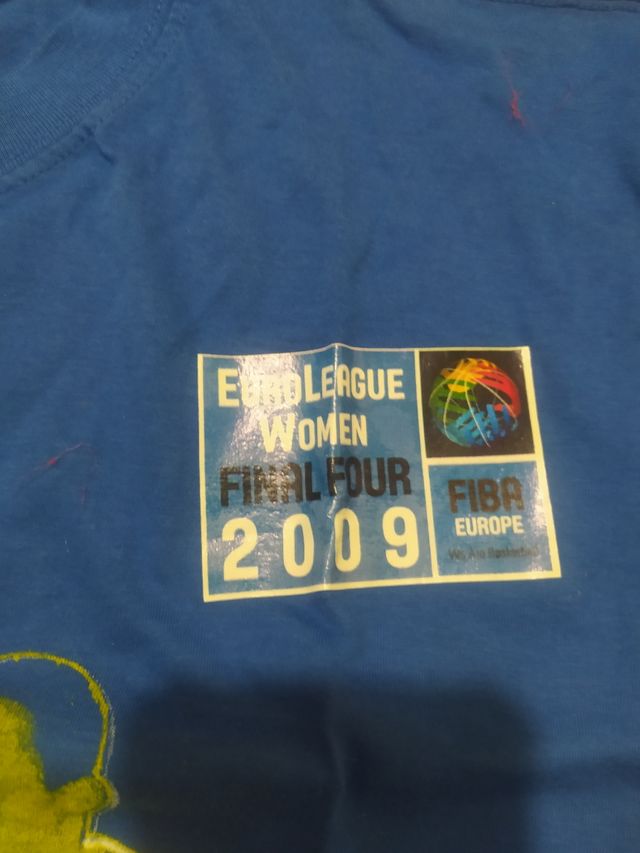 EUROLEAGUE
WOMEN
FINAL FOUR
2009
FIBA
EUROPE
We Are Basketball